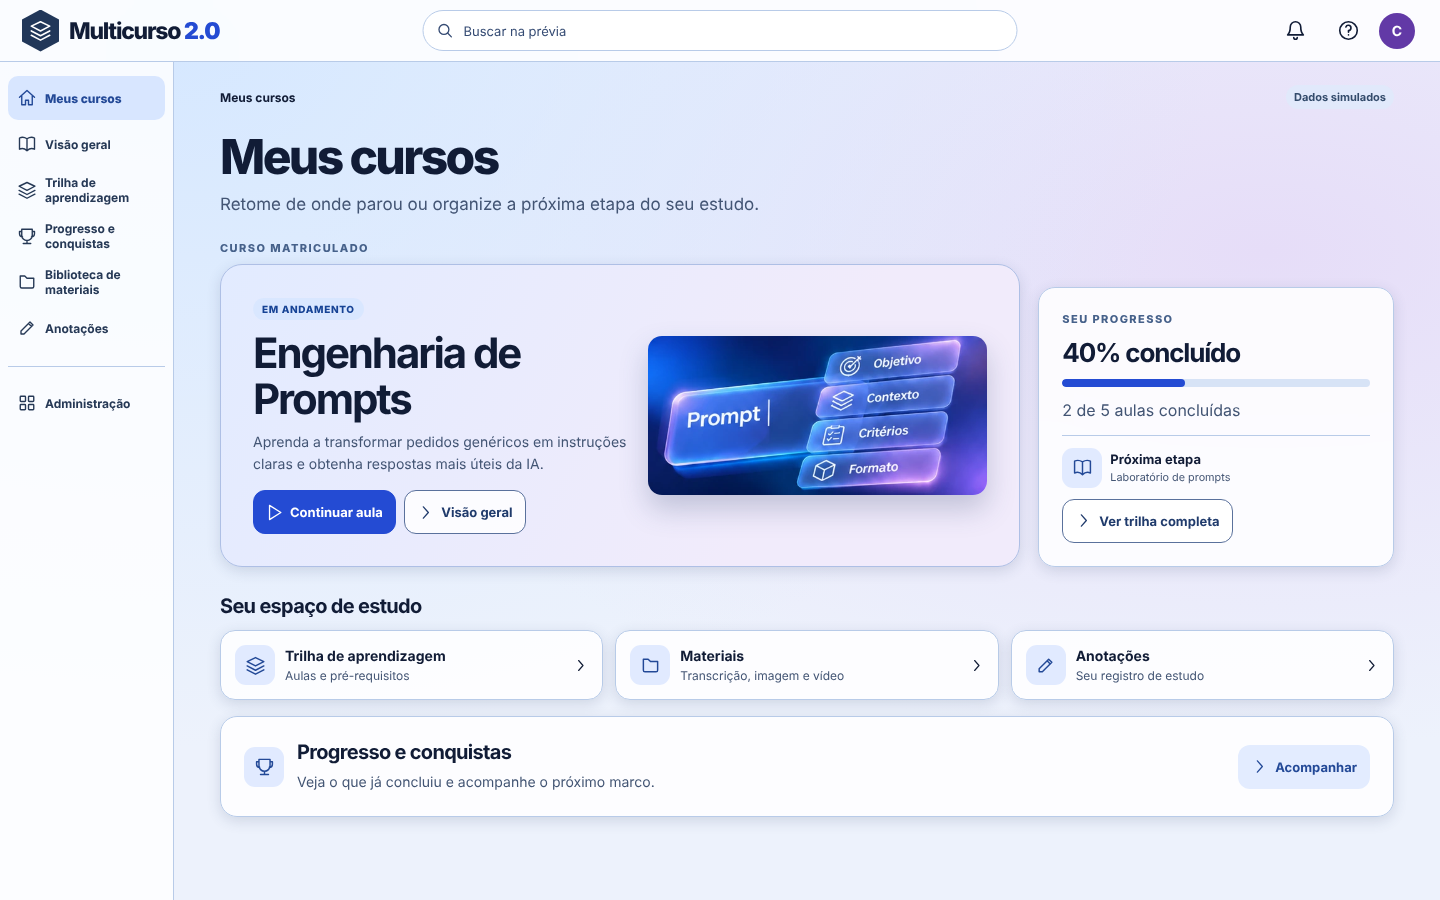 Multicurso 2.0
Buscar na prévia
C
Meus cursos
Visão geral
Trilha de
aprendizagem
Progresso e
conquistas
Biblioteca de
materiais
Anotações
Administração
Meus cursos
Dados simulados
Meus cursos
Retome de onde parou ou organize a próxima etapa do seu estudo.
CURSO MATRICULADO
EM ANDAMENTO
Engenharia de
Prompts
Aprenda a transformar pedidos genéricos em instruções
claras e obtenha respostas mais úteis da IA.
Continuar aula
Visão geral
Prompt |
Objetivo
Contexto
Critérios
Formato
SEU PROGRESSO
40% concluído
2 de 5 aulas concluídas
Próxima etapa
Laboratório de prompts
Ver trilha completa
Seu espaço de estudo
Trilha de aprendizagem
Aulas e pré-requisitos
Materiais
Transcrição, imagem e vídeo
Anotações
Seu registro de estudo
Progresso e conquistas
Veja o que já concluiu e acompanhe o próximo marco.
Acompanhar